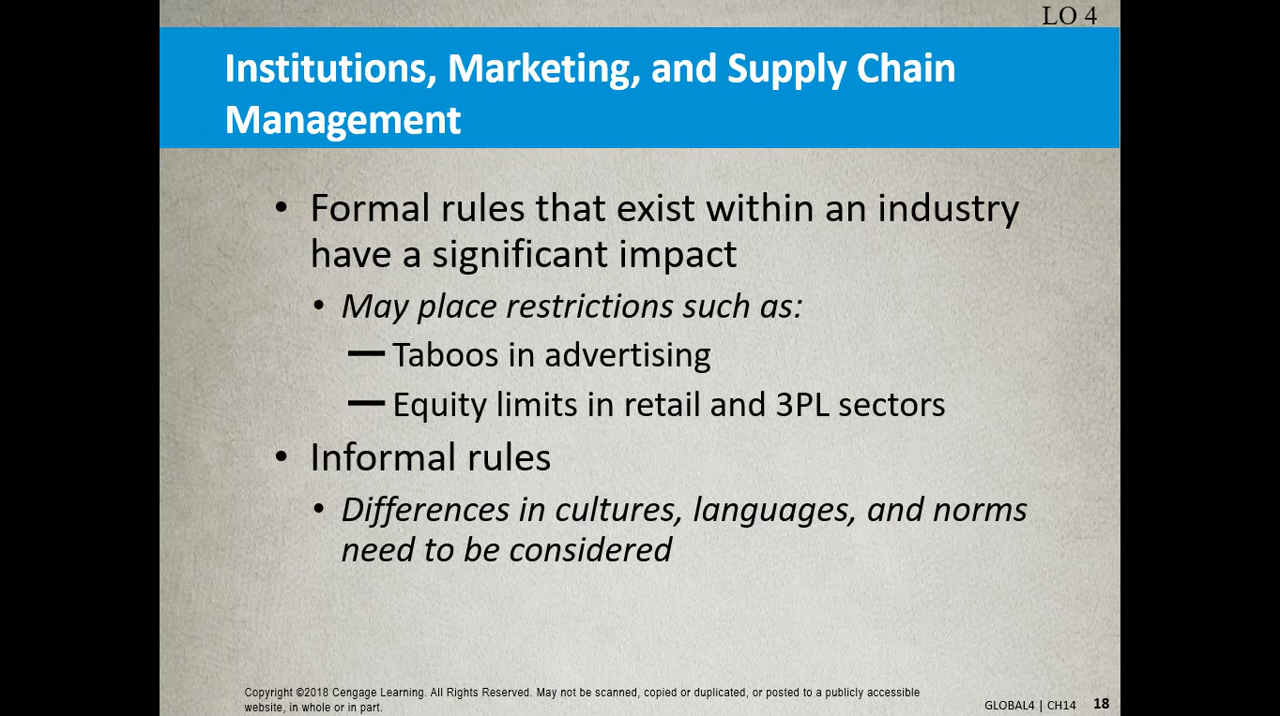 LO 4
Institutions, Marketing, and Supply Chain
Management
• Formal rules that exist within an industry
have a significant impact
• May place restrictions such as:
— Taboos in advertising
— Equity limits in retail and 3PL sectors
• Informal rules
• Differences in cultures, languages, and norms
need to be considered
Copyright ©2018 Cengage Learning. All Rights Reserved. May not be scanned, copied or duplicated, or posted to a publicly accessible
website, in whole or in part.
GLOBAL4 | CH14 18